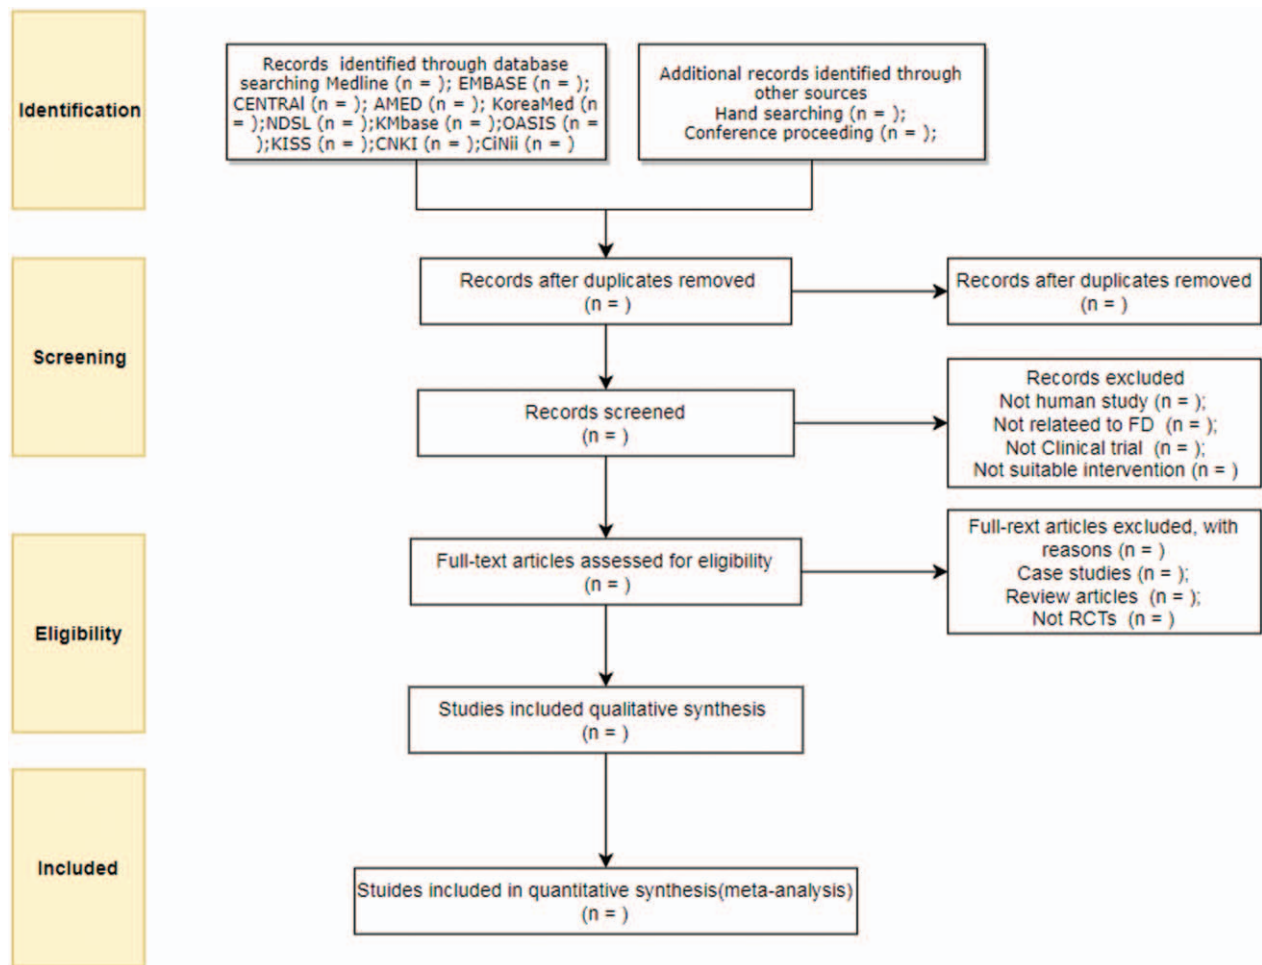 Identification
Records identified through database
searching Medline (n = ); EMBASE (n = );
CENTRAl (n = ); AMED (n = ); KoreaMed (n
= );NDSL (n = );KMbase (n = );OASIS (n =
);KISS (n = );CNKI (n = );CiNii (n = )
Additional records identified through
other sources
Hand searching (n = );
Conference proceeding (n = );
Screening
Records after duplicates removed
(n = )
Records after duplicates removed
(n = )
Records screened
(n = )
Records excluded
Not human study (n = );
Not relateed to FD (n = );
Not Clinical trial (n = );
Not suitable intervention (n = )
Eligibility
Full-text articles assessed for eligibility
(n = )
Full-rext articles excluded, with
reasons (n = )
Case studies (n = );
Review articles (n = );
Not RCTs (n = )
Studies included qualitative synthesis
(n = )
Included
Stuides included in quantitative synthesis(meta-analysis)
(n = )